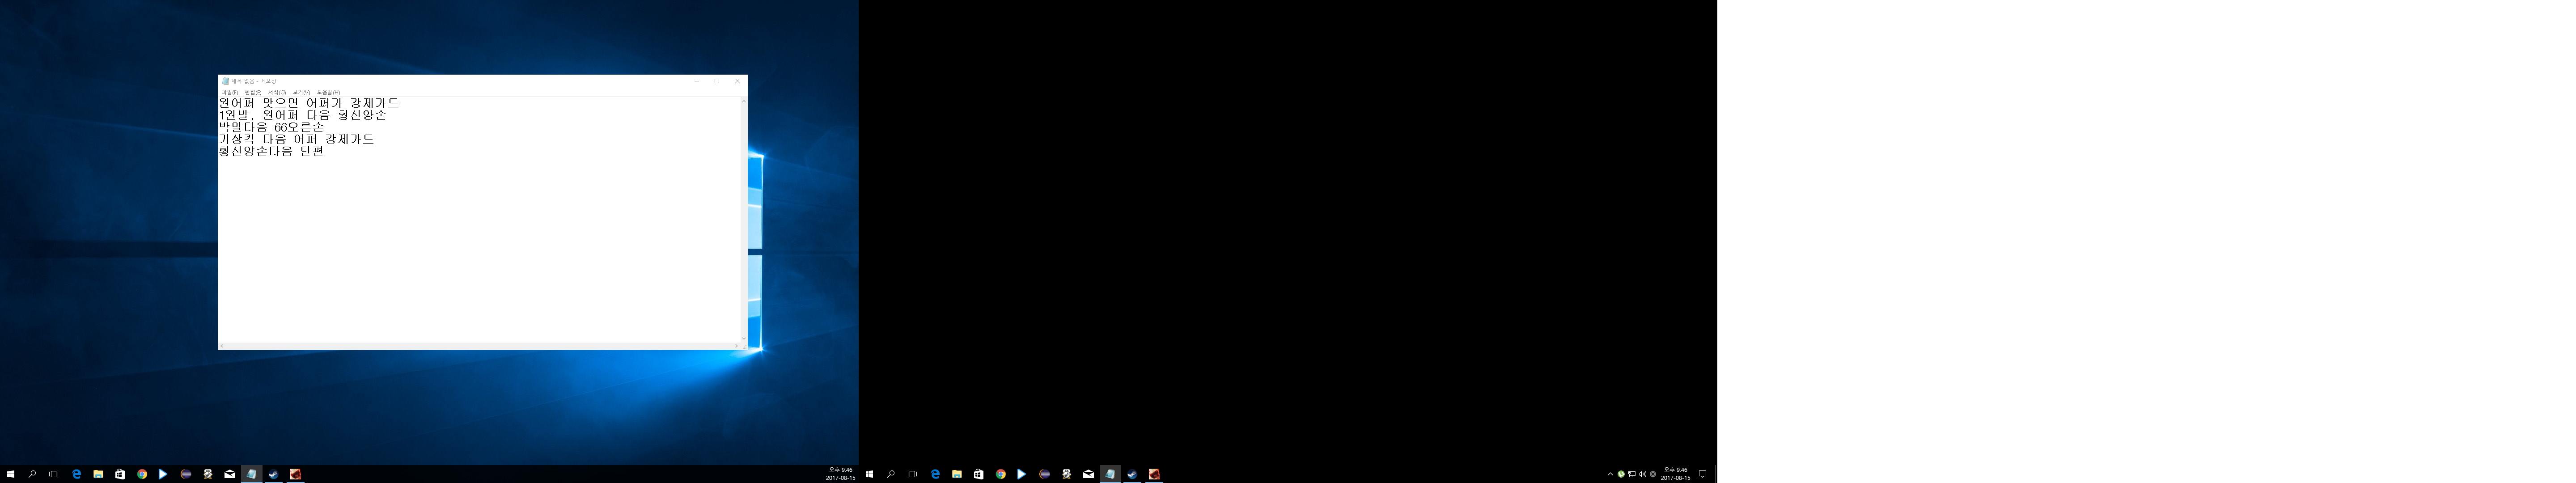 제목 없음 - 메모장
파일(F) 편집(E) 서식(O) 보기(V) 도움말(H)
왼어퍼 맞으면 어퍼가 강제가드
1왼발, 왼어퍼 다음 횡신양손
박말다음 66오른손
기상킥 다음 어퍼 강제가드
횡신양손다음 단편
오후 9:46
2017-08-15
오후 9:46
2017-08-15